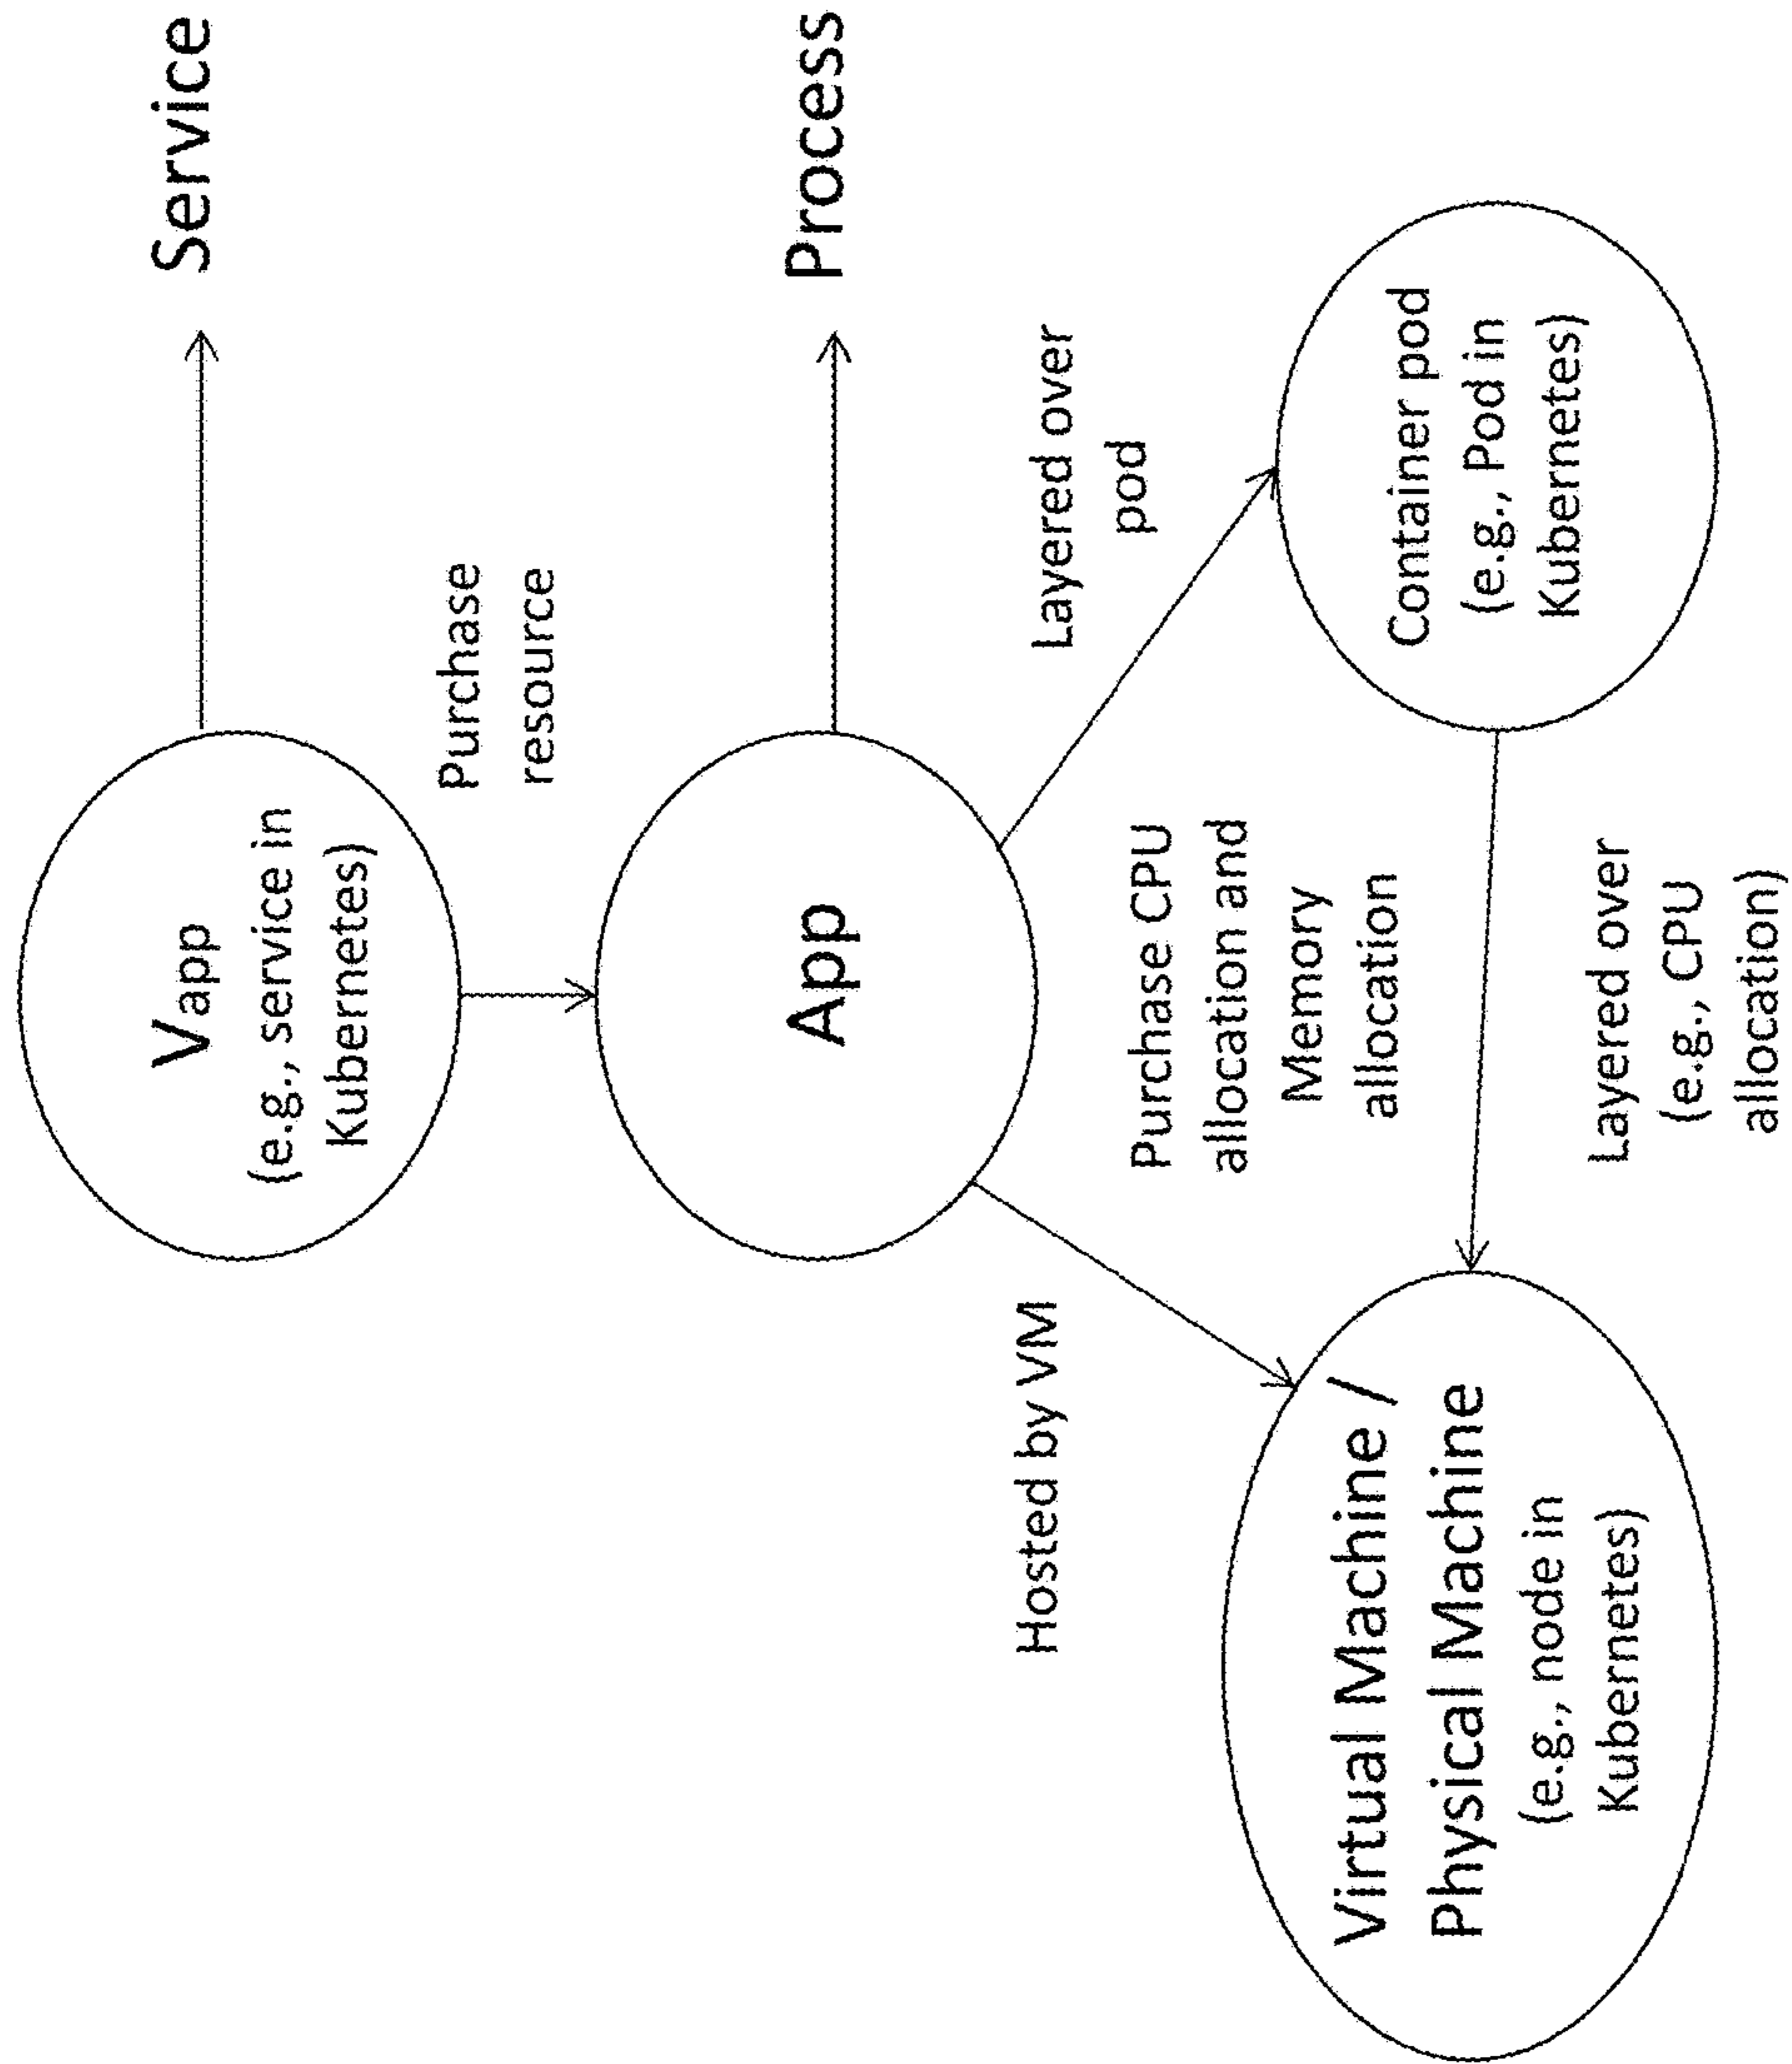 Vapp
(e.g., service in
Kubernetes)
Service
Purchase
resource
App
Process
Hosted by VM
Layered over
pod
Purchase CPU
allocation and
Memory
allocation
Virtual Machine /
Physical Machine
(e.g., node in
Kubernetes)
Container pod
(e.g., Pod in
Kubernetes)
Layered over
(e.g., CPU
allocation)